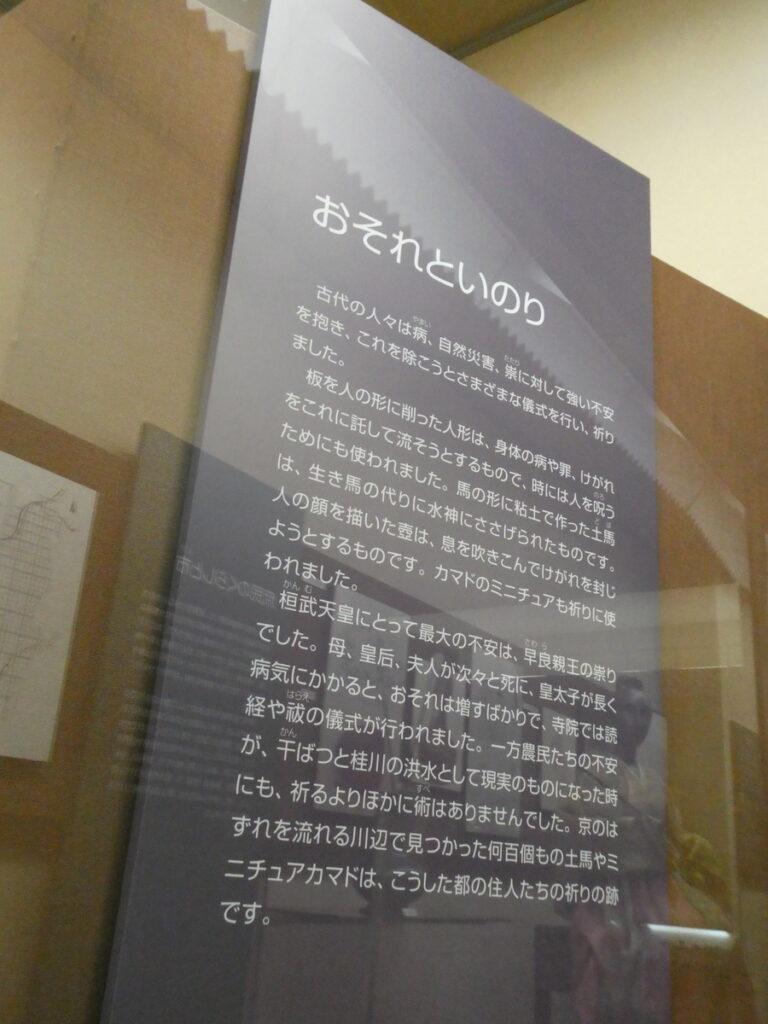 おそれといのり
古代の人々は病、自然災害、祟に対して強い不安
を抱き、これを除こうとさまざまな儀式を行い、祈り
ました。
板を人の形に削った人形は、身体の病や罪、けがれ
をこれに託して流そうとするもので、時には人を呪う
ためにも使われました。馬の形に粘土で作った土馬
は、生き馬の代りに水神にささげられたものです。
人の顔を描いた壺は、息を吹きこんでけがれを封じ
ようとするものです。カマドのミニチュアも祈りに使
われました。
桓武天皇にとって最大の不安は、早良親王の祟り
でした。母、皇后、夫人が次々と死に、皇太子が長く
病気にかかると、おそれは増すばかりで、寺院では読
経や祓の儀式が行われました。一方農民たちの不安
が、干ばつと桂川の洪水として現実のものになった時
にも、祈るよりほかに術はありませんでした。京のは
ずれを流れる川辺で見つかった何百個もの土馬やミ
ニチュアカマドは、こうした都の住人たちの祈りの跡
です。